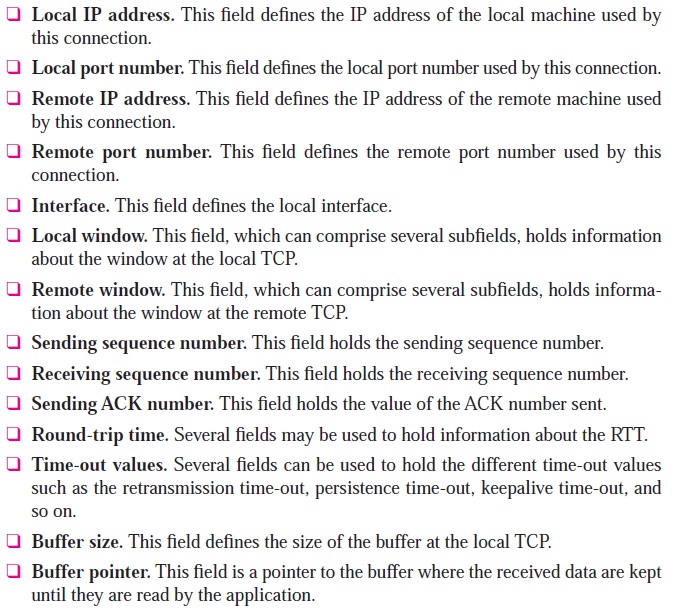 ❑ Local IP address. This field defines the IP address of the local machine used by
this connection.
❑ Local port number. This field defines the local port number used by this connection.
❑ Remote IP address. This field defines the IP address of the remote machine used
by this connection.
❑ Remote port number. This field defines the remote port number used by this
connection.
❑ Interface. This field defines the local interface.
❑ Local window. This field, which can comprise several subfields, holds information
about the window at the local TCP.
❑ Remote window. This field, which can comprise several subfields, holds informa-
tion about the window at the remote TCP.
❑ Sending sequence number. This field holds the sending sequence number.
❑ Receiving sequence number. This field holds the receiving sequence number.
❑ Sending ACK number. This field holds the value of the ACK number sent.
❑ Round-trip time. Several fields may be used to hold information about the RTT.
❑ Time-out values. Several fields can be used to hold the different time-out values
such as the retransmission time-out, persistence time-out, keepalive time-out, and
so on.
❑ Buffer size. This field defines the size of the buffer at the local TCP.
❑ Buffer pointer. This field is a pointer to the buffer where the received data are kept
until they are read by the application.